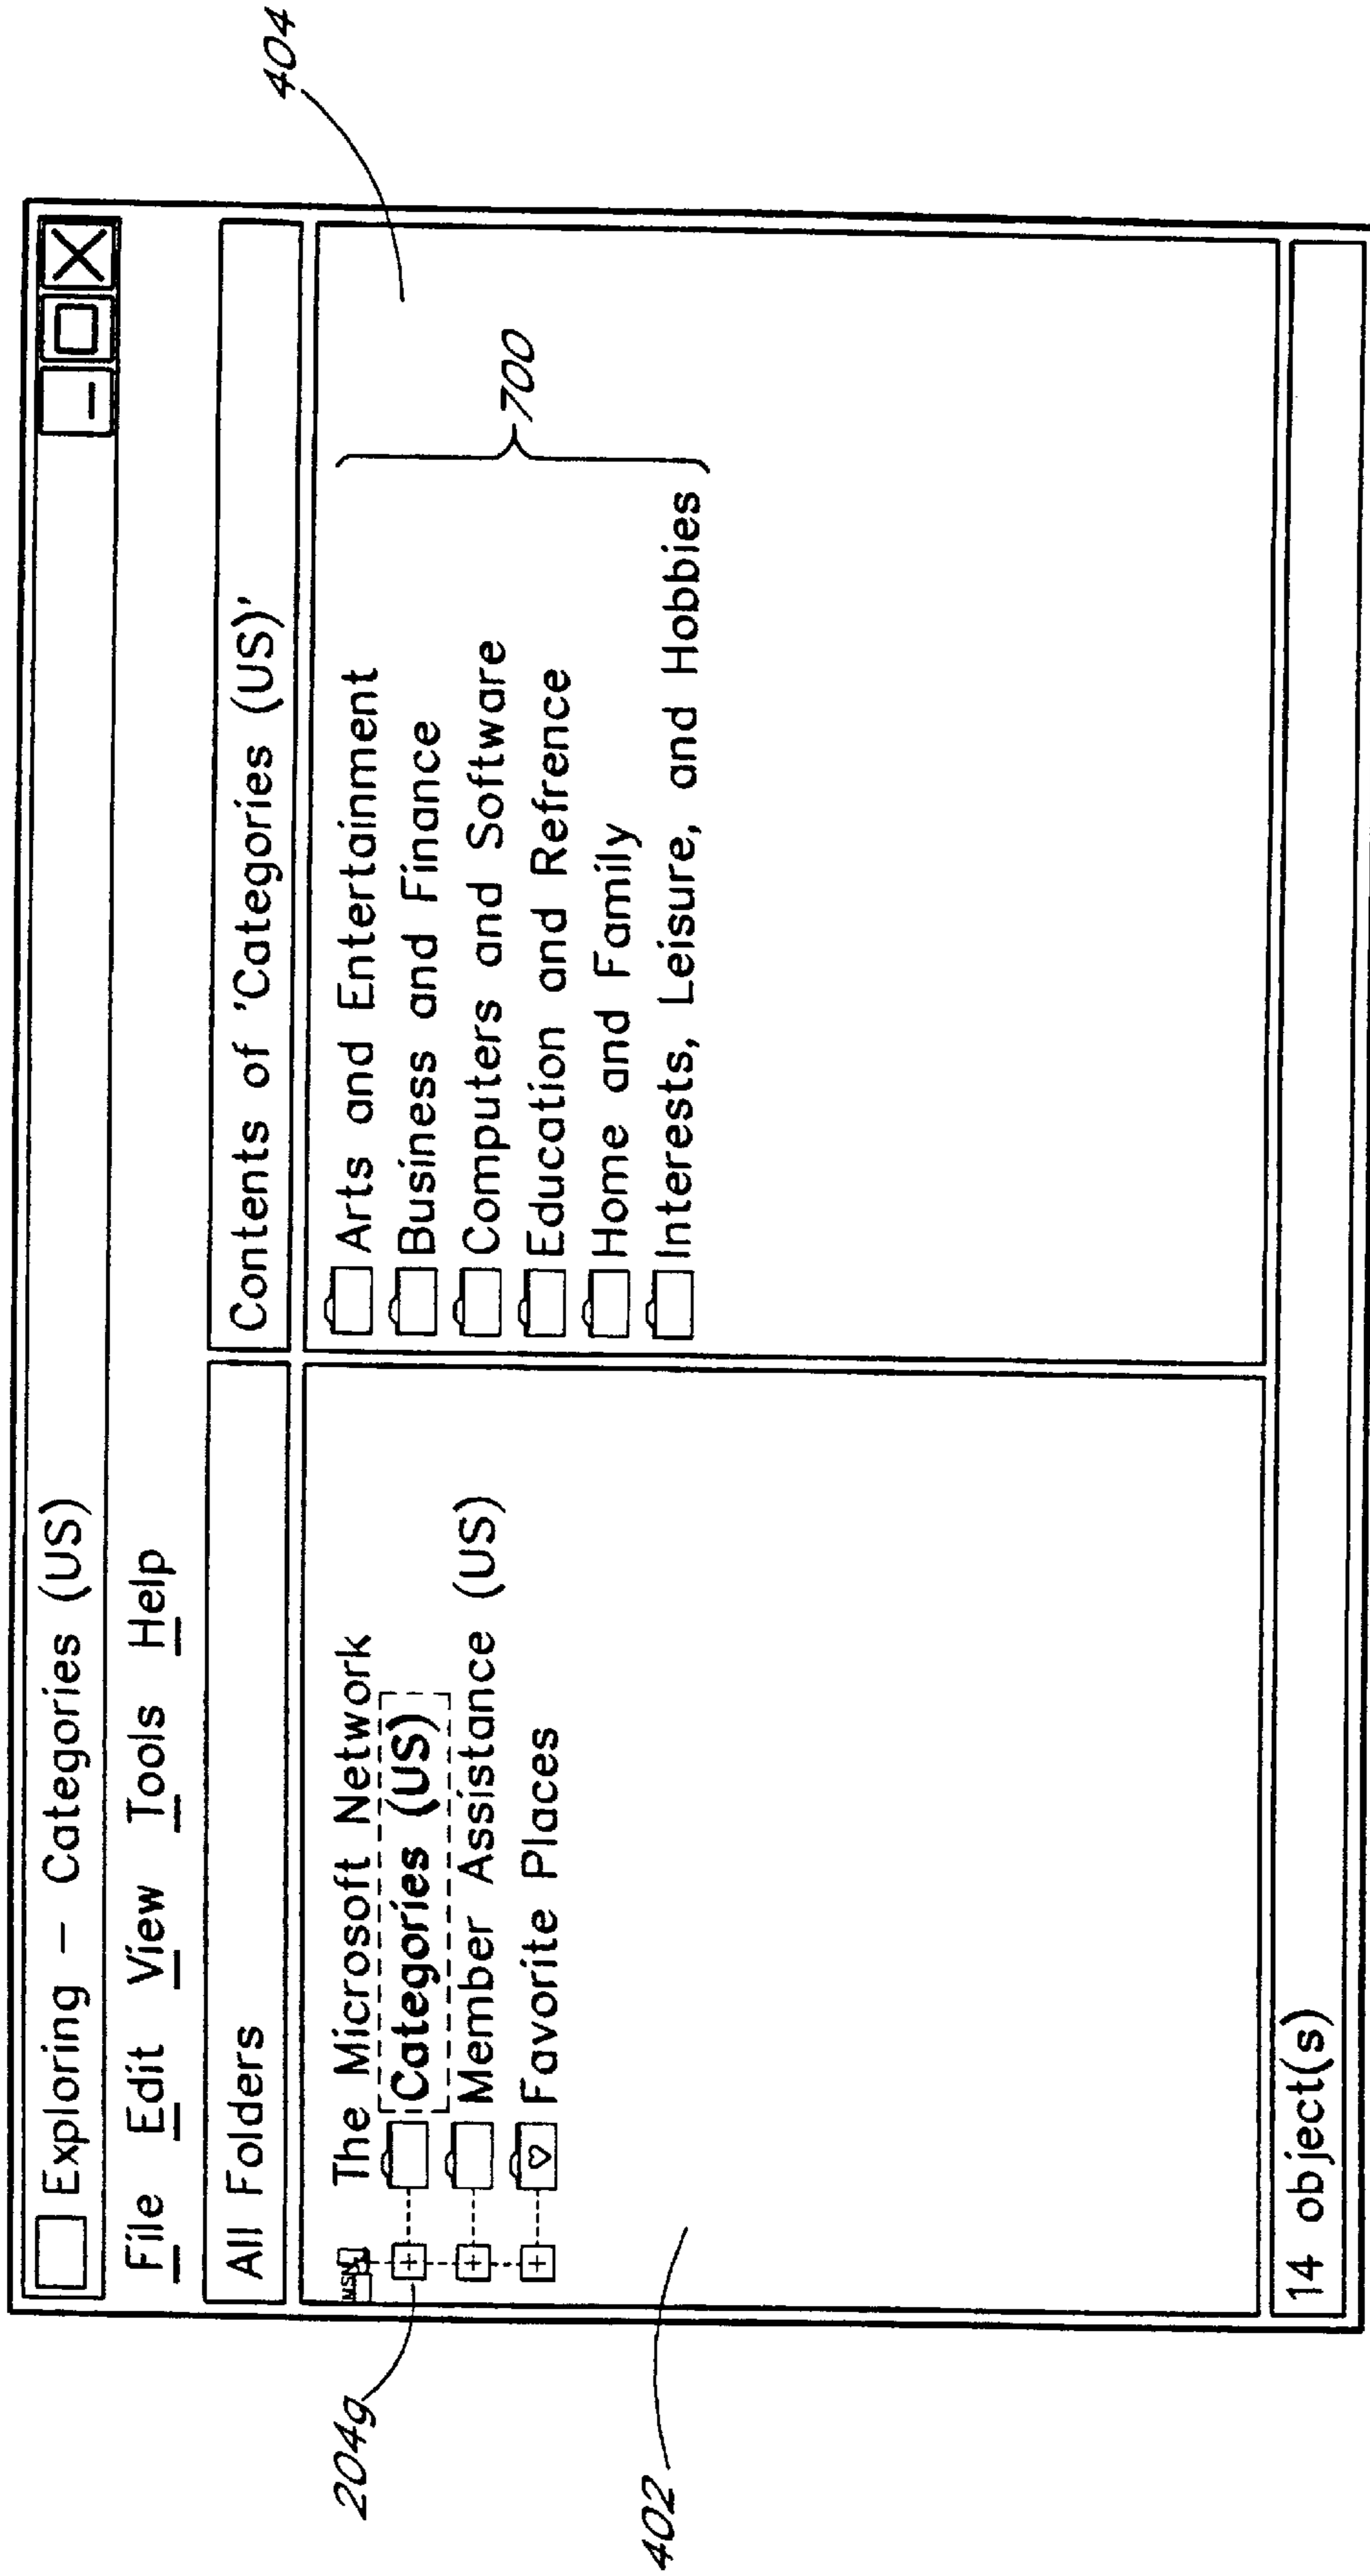 Exploring – Categories (US)
File Edit View Tools Help
All Folders
Contents of 'Categories (US)'
MSN The Microsoft Network
Categories (US)
Member Assistance (US)
Favorite Places
Arts and Entertainment
Business and Finance
Computers and Software
Education and Refrence
Home and Family
Interests, Leisure, and Hobbies
14 object(s)
204g
402
404
700